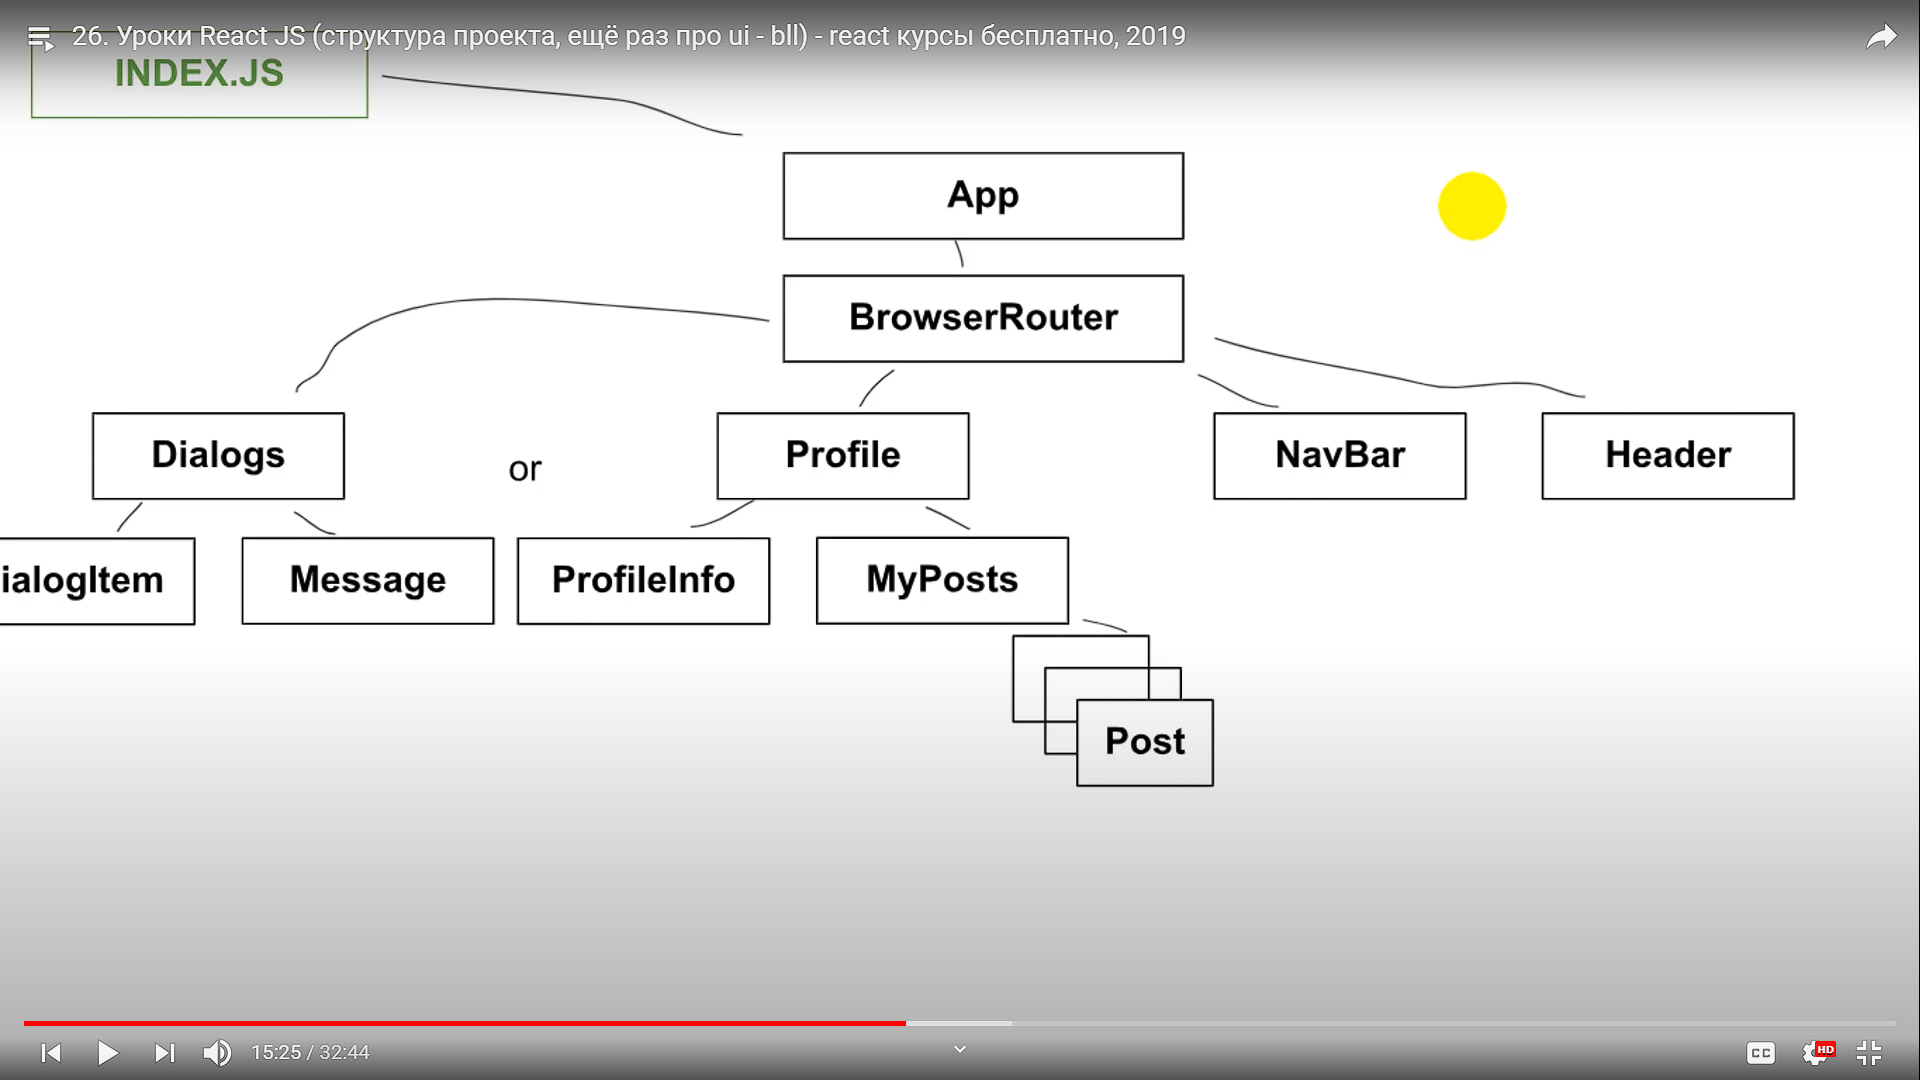 26. Уроки React JS (структура проекта, ещё раз про ui - bll) - react курсы бесплатно, 2019
INDEX.JS
App
BrowserRouter
Dialogs
or
Profile
NavBar
Header
ialogItem
Message
ProfileInfo
MyPosts
Post
15:25 / 32:44
CC
HD